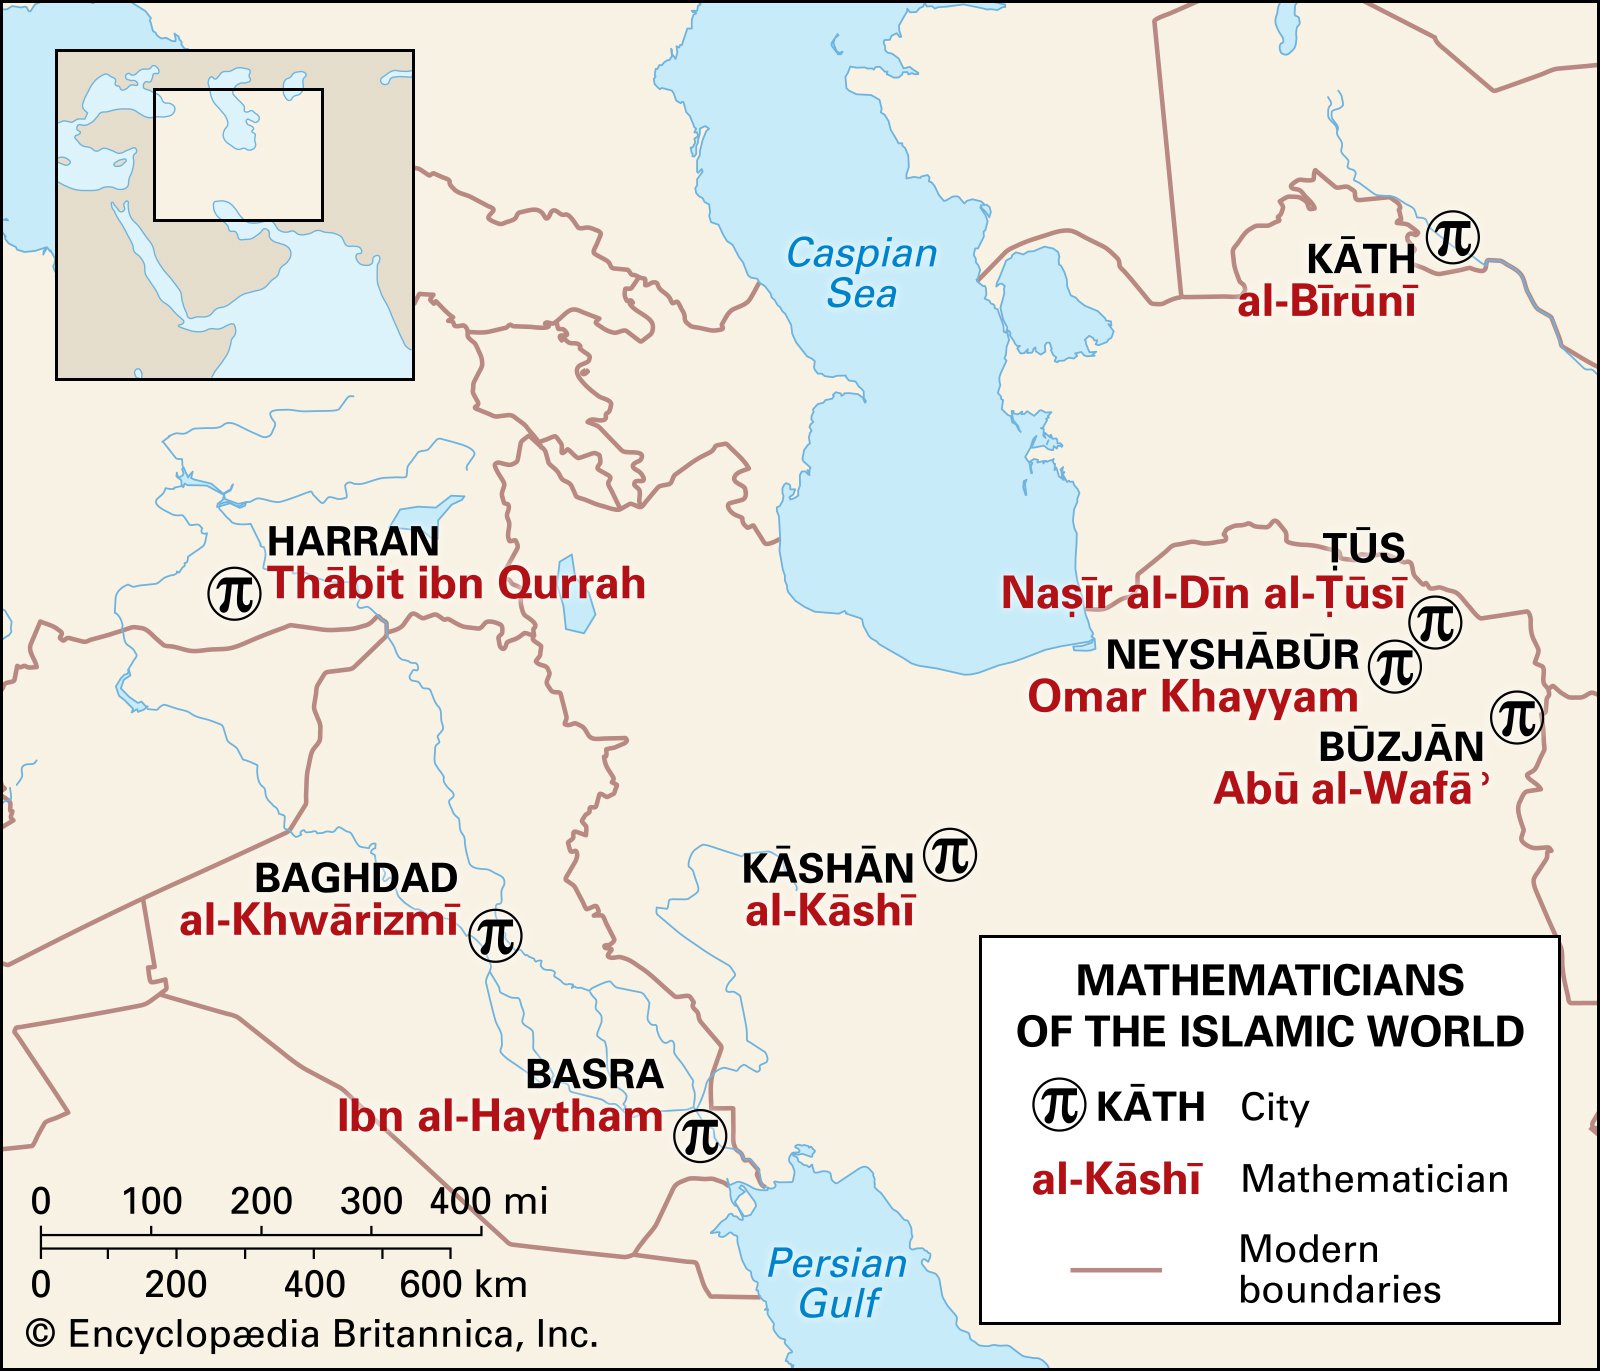 Caspian
Sea
KĀTH
al-Bīrūnī
HARRAN
Thābit ibn Qurrah
ṬŪS
Naṣīr al-Dīn al-Ṭūsī
NEYSHĀBŪR
Omar Khayyam
BŪZJĀN
Abū al-Wafāʾ
KĀSHĀN
al-Kāshī
BAGHDAD
al-Khwārizmī
BASRA
Ibn al-Haytham
Persian
Gulf
MATHEMATICIANS
OF THE ISLAMIC WORLD
π KĀTH City
al-Kāshī Mathematician
Modern
boundaries
0 100 200 300 400 mi
0 200 400 600 km
© Encyclopædia Britannica, Inc.